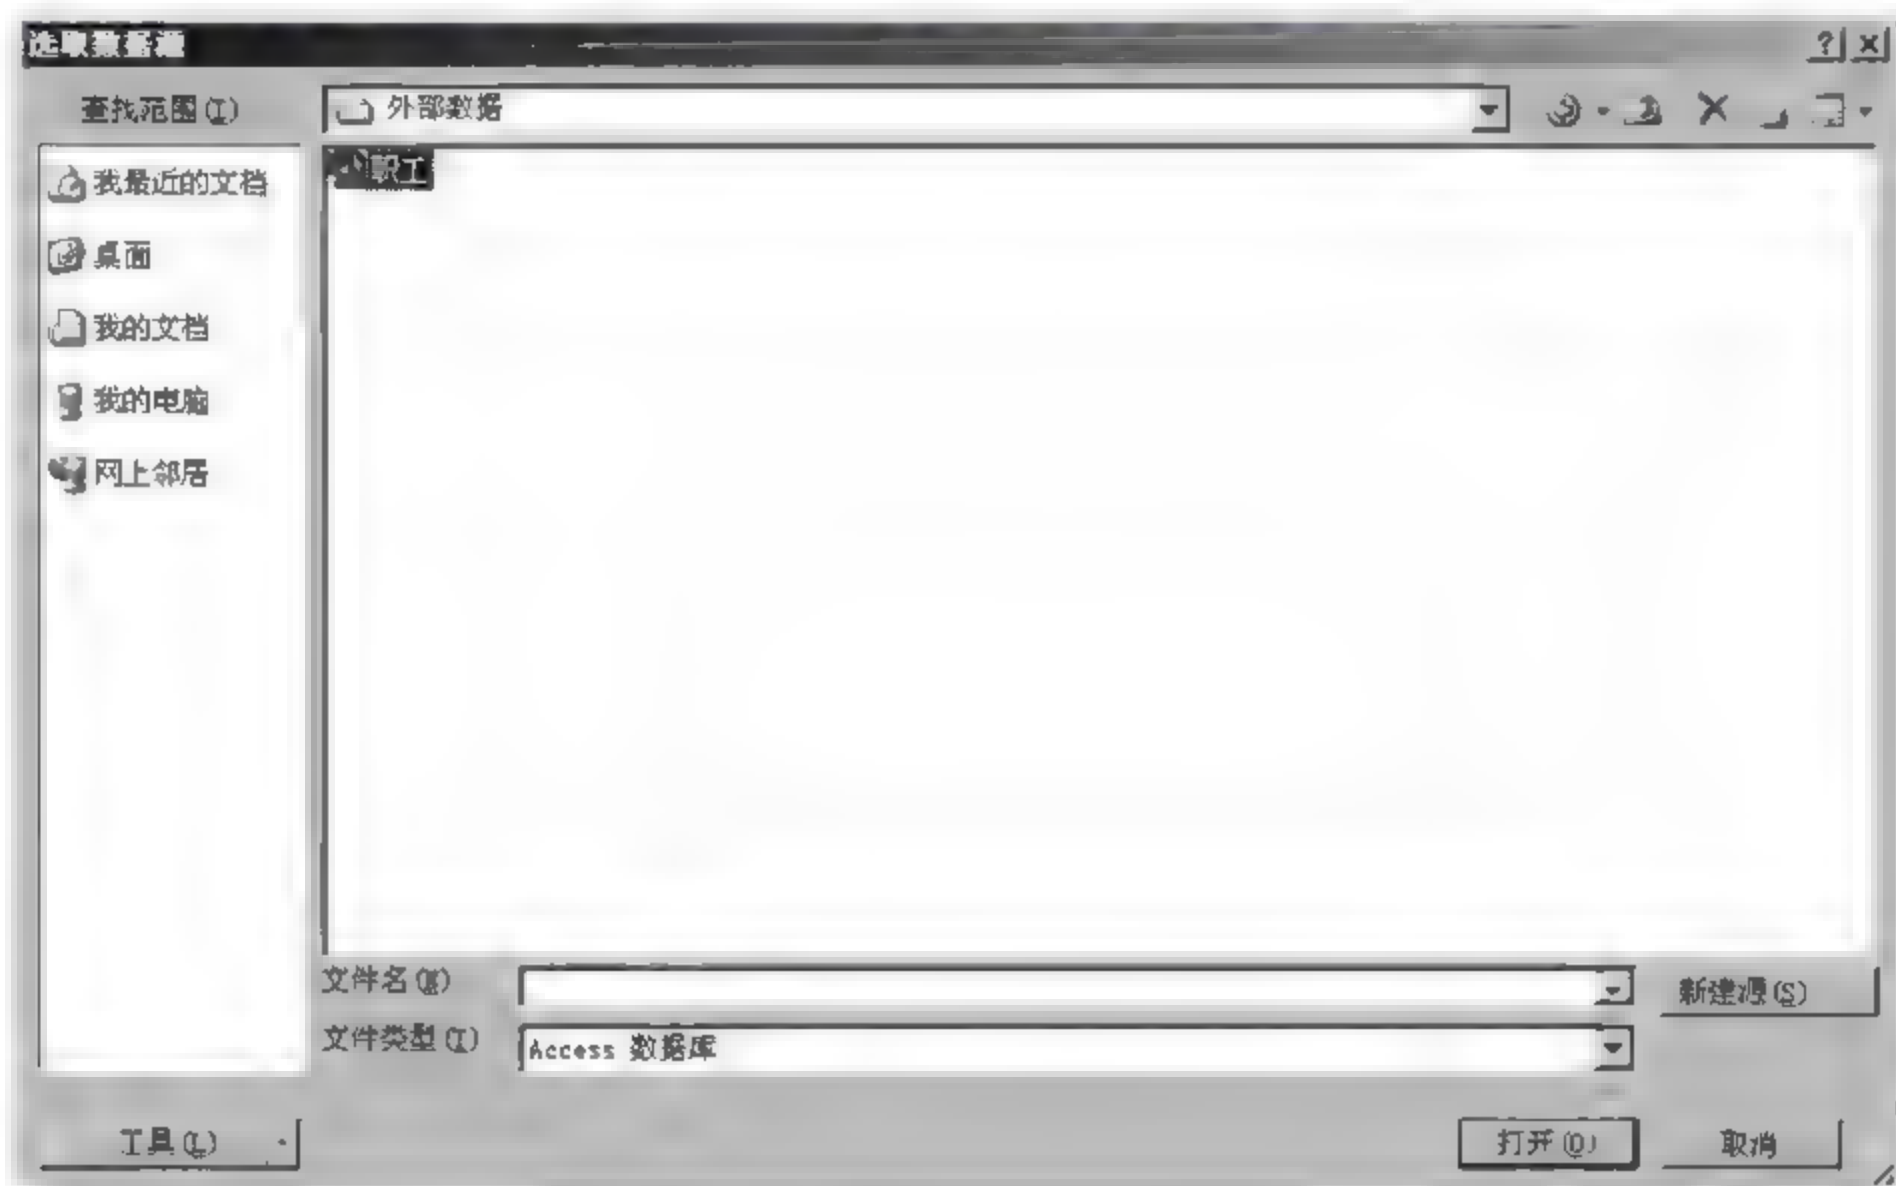 选取数据源
查找范围(I)
外部数据
我最近的文档
桌面
我的文档
我的电脑
网上邻居
职工
文件名(N)
新建源(S)
文件类型(T)
Access 数据库
工具(L)
打开(O)
取消